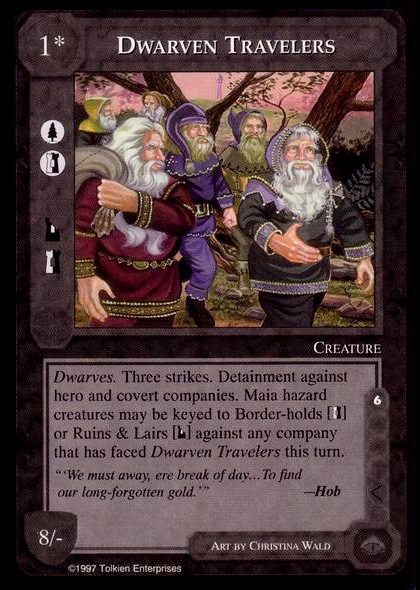 1*
DWARVEN TRAVELERS
CREATURE
Dwarves. Three strikes. Detainment against
hero and covert companies. Maia hazard
creatures may be keyed to Border-holds []
or Ruins & Lairs [] against any company
that has faced Dwarven Travelers this turn.
6
“‘We must away, ere break of day…To find
our long-forgotten gold.’” —Hob
8/-
ART BY CHRISTINA WALD
©1997 Tolkien Enterprises